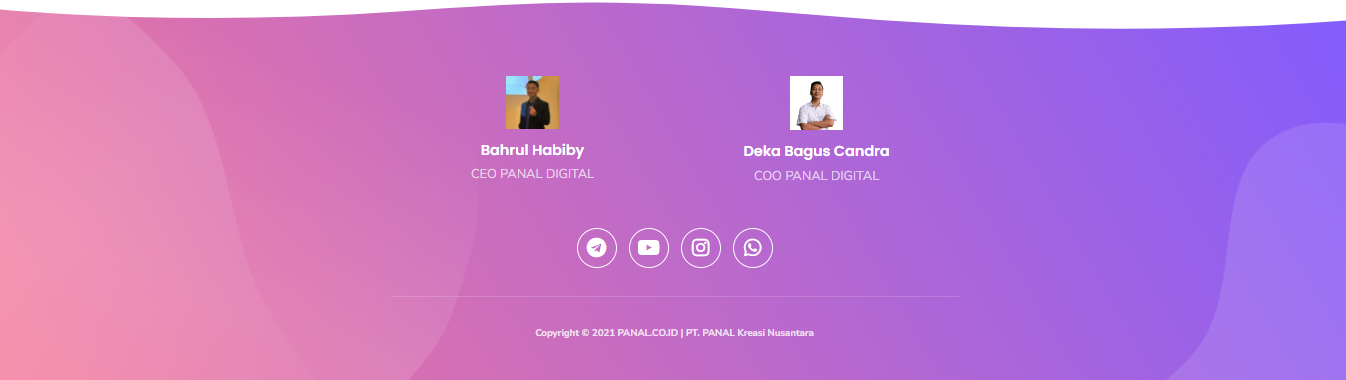 Bahrul Habiby
CEO PANAL DIGITAL
Deka Bagus Candra
COO PANAL DIGITAL
Copyright © 2021 PANAL.CO.ID | PT. PANAL Kreasi Nusantara